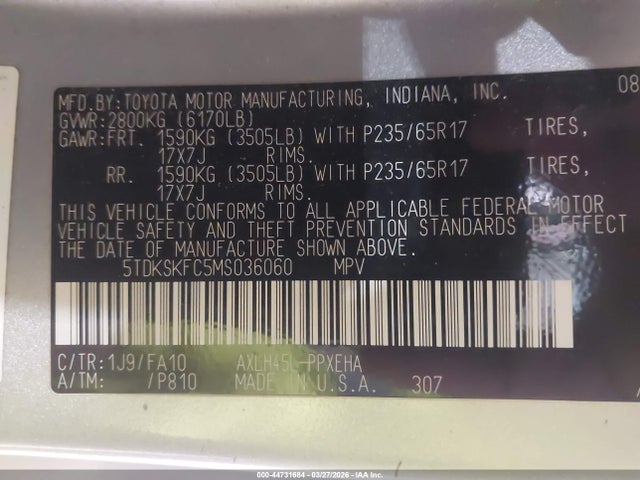 MFD.BY:TOYOTA MOTOR MANUFACTURING, INDIANA, INC. 08
GVWR:2800KG (6170LB)
GAWR:FRT. 1590KG (3505LB) WITH P235/65R17 TIRES,
17X7J RIMS.
RR. 1590KG (3505LB) WITH P235/65R17 TIRES,
17X7J RIMS.
THIS VEHICLE CONFORMS TO ALL APPLICABLE FEDERAL MOTOR
VEHICLE SAFETY AND THEFT PREVENTION STANDARDS IN EFFECT
THE DATE OF MANUFACTURE SHOWN ABOVE.
5TDKSKFC5MS036060 MPV
C/TR:1J9/FA10 AXLH45L-PPXEHA
A/TM: /P810 MADE IN U.S.A. 307
000-44731684 | 03/27/2026 | IAA Inc.